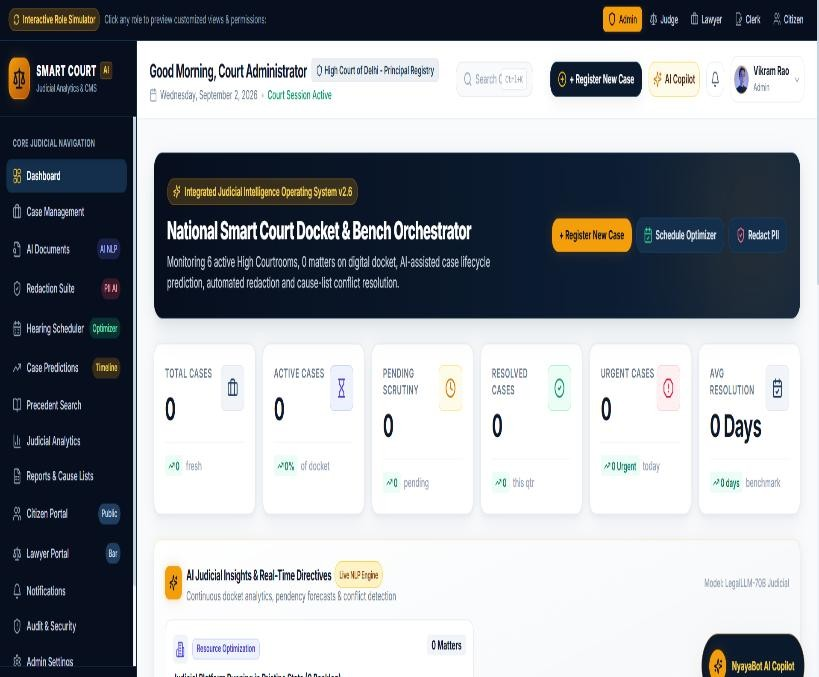 Interactive Role Simulator
Click any role to preview customized views & permissions:
Admin
Judge
Lawyer
Clerk
Citizen
SMART COURT AI
Judicial Analytics & CMS
Good Morning, Court Administrator
High Court of Delhi - Principal Registry
Wednesday, September 2, 2026 • Court Session Active
Search C Ctrl+K
+ Register New Case
AI Copilot
Vikram Rao
Admin
CORE JUDICIAL NAVIGATION
Dashboard
Case Management
AI Documents AI NLP
Redaction Suite PII AI
Hearing Scheduler Optimizer
Case Predictions Timeline
Precedent Search
Judicial Analytics
Reports & Cause Lists
Citizen Portal Public
Lawyer Portal Bar
Notifications
Audit & Security
Admin Settings
Integrated Judicial Intelligence Operating System v2.6
National Smart Court Docket & Bench Orchestrator
Monitoring 6 active High Courtrooms, 0 matters on digital docket, AI-assisted case lifecycle
prediction, automated redaction and cause-list conflict resolution.
+ Register New Case
Schedule Optimizer
Redact PII
TOTAL CASES
0
0 fresh
ACTIVE CASES
0
0% of docket
PENDING
SCRUTINY
0
0 pending
RESOLVED
CASES
0
0 this qtr
URGENT CASES
0
0 Urgent today
AVG
RESOLUTION
0 Days
0 days benchmark
AI Judicial Insights & Real-Time Directives
Live NLP Engine
Continuous docket analytics, pendency forecasts & conflict detection
Model: LegalLLM-70B Judicial
Resource Optimization
0 Matters
NyayaBot AI Copilot